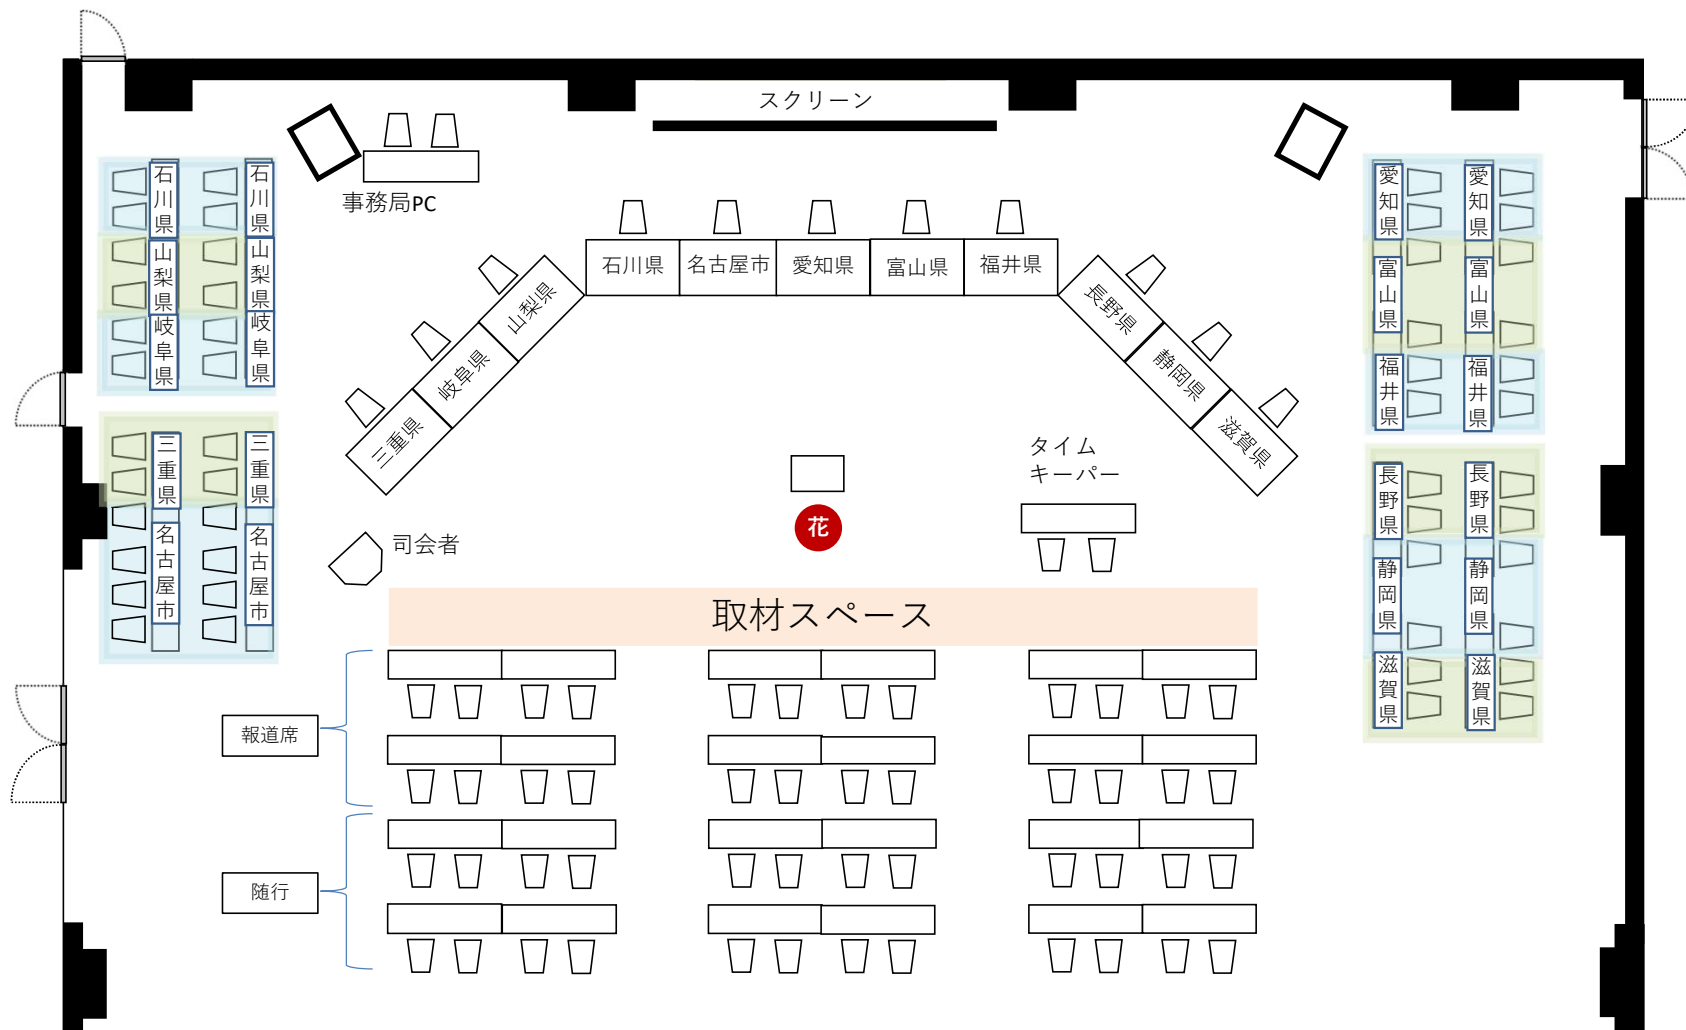 スクリーン
事務局PC
石川県
石川県
山梨県
山梨県
岐阜県
岐阜県
三重県
三重県
名古屋市
名古屋市
三重県
岐阜県
山梨県
石川県
名古屋市
愛知県
富山県
福井県
長野県
静岡県
滋賀県
愛知県
愛知県
富山県
富山県
福井県
福井県
長野県
長野県
静岡県
静岡県
滋賀県
滋賀県
タイム
キーパー
花
司会者
取材スペース
報道席
随行